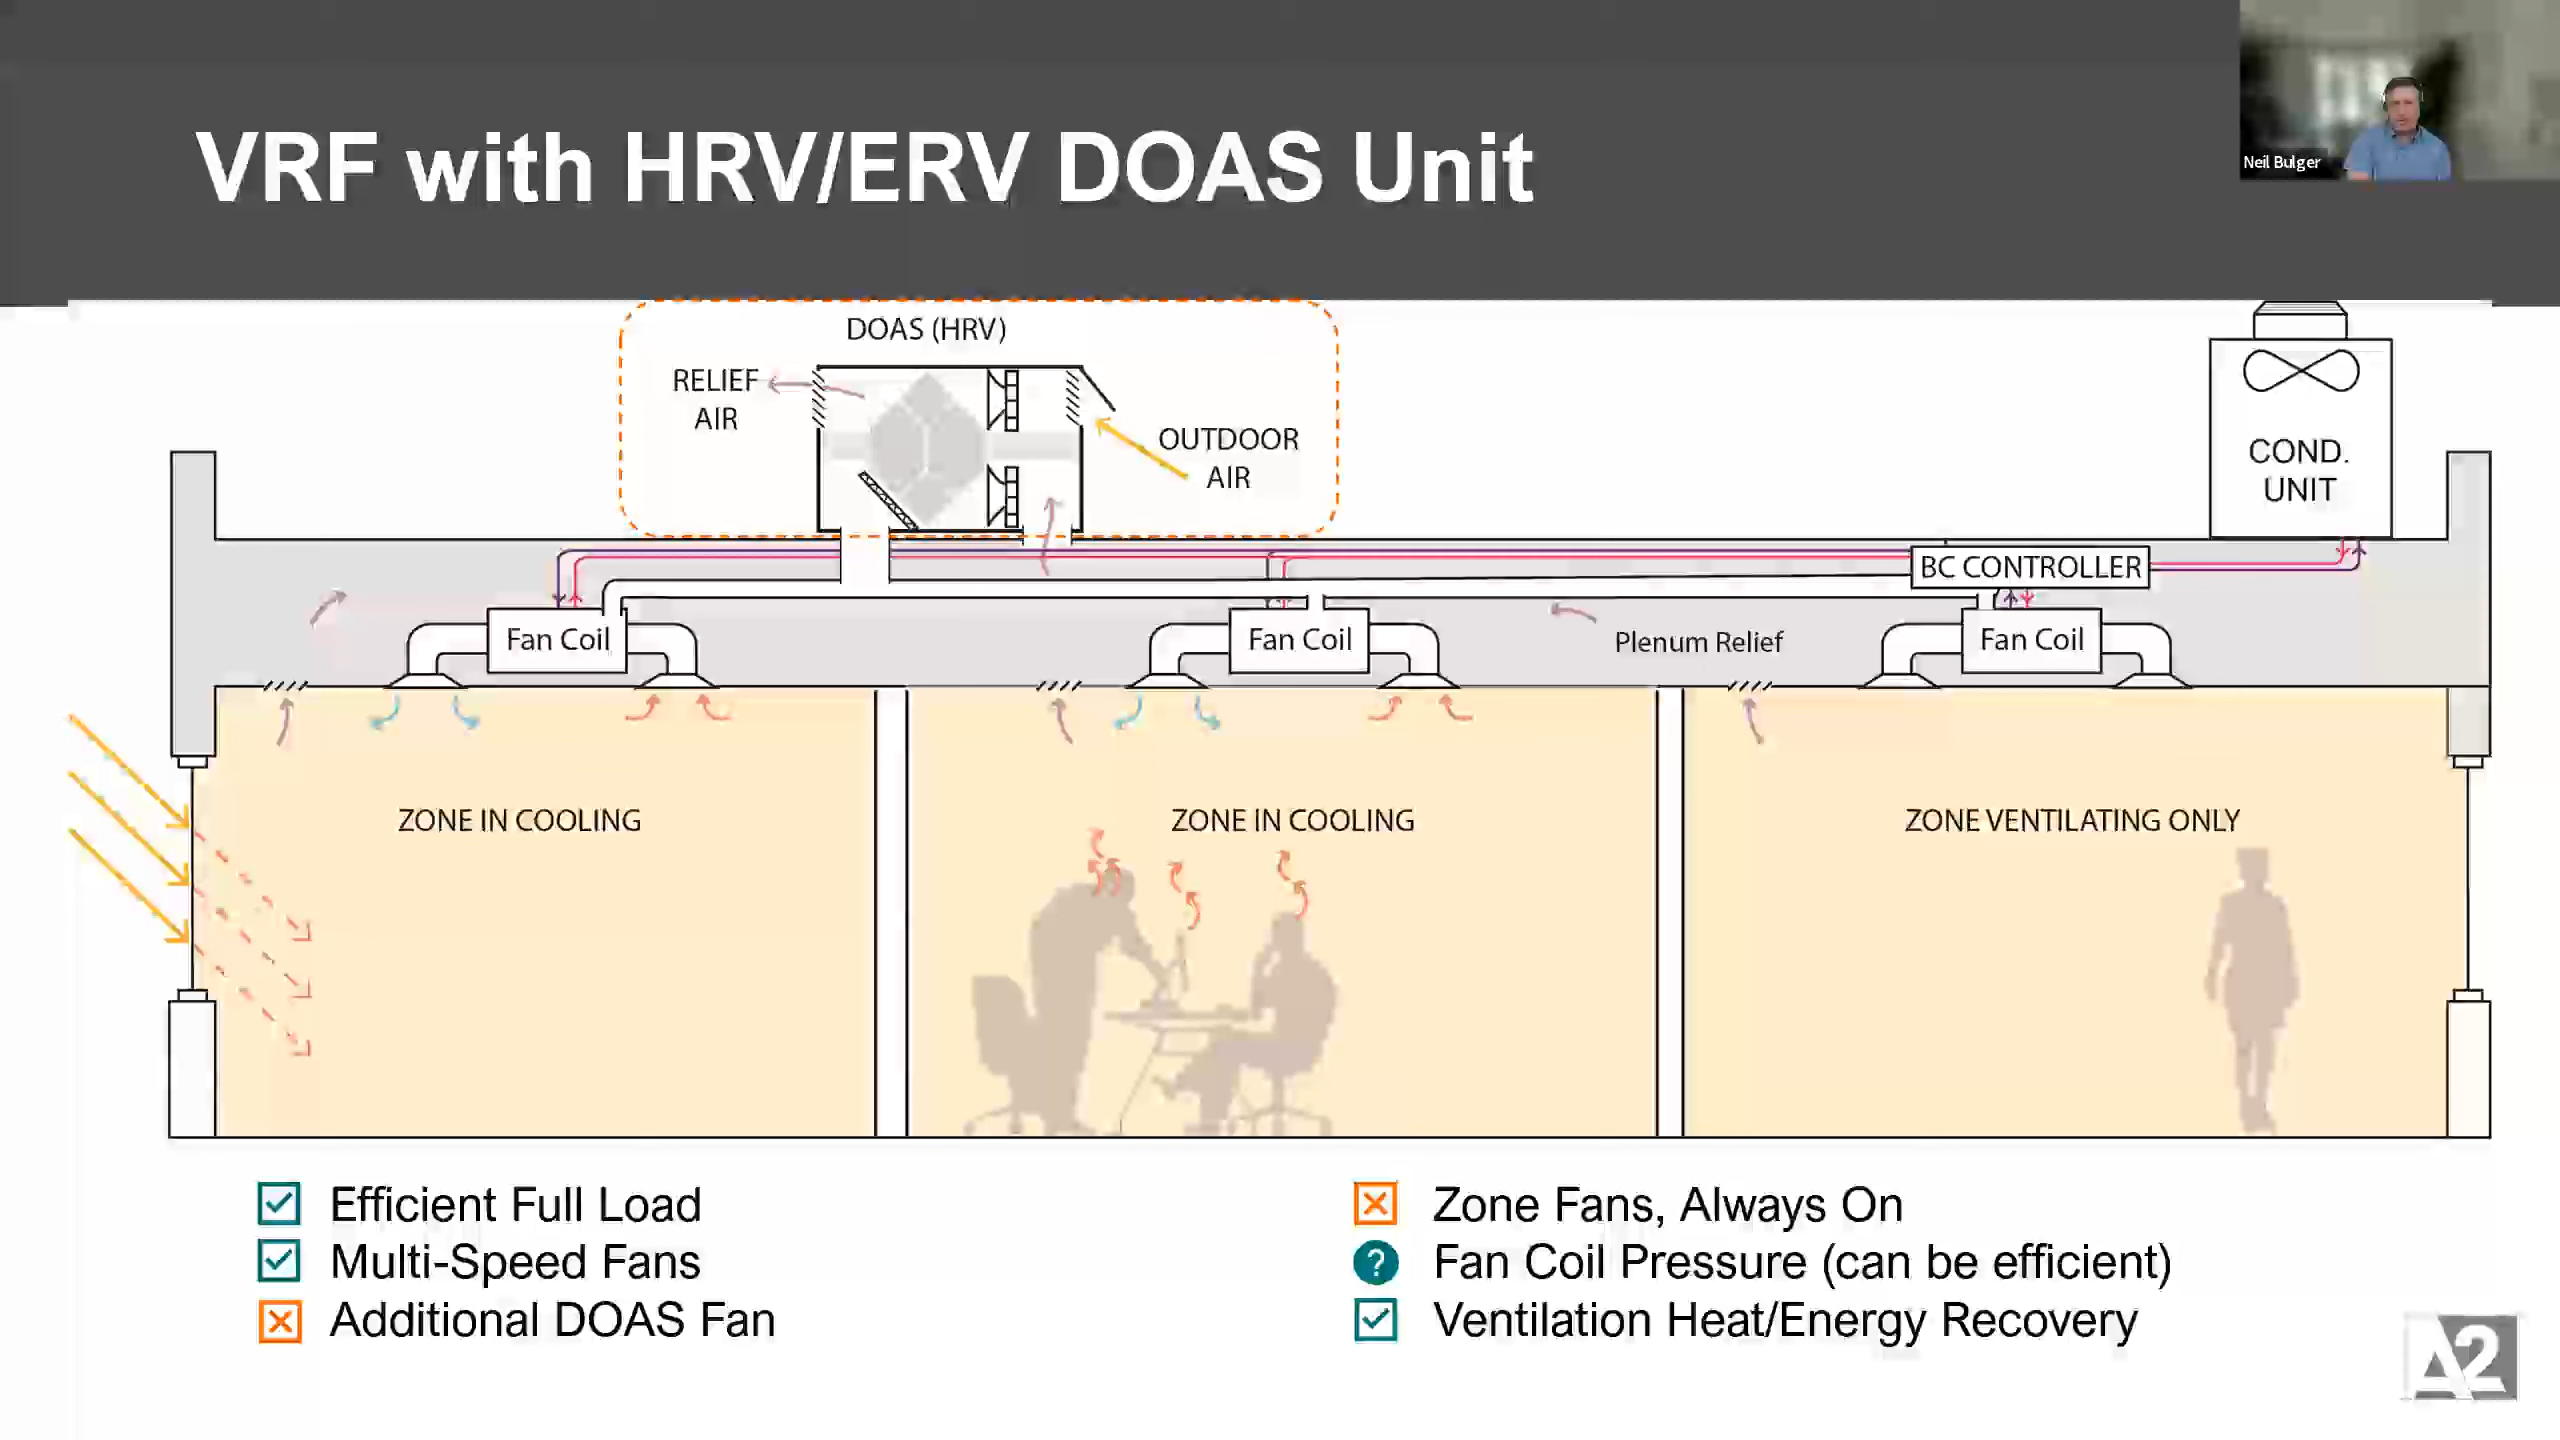 VRF with HRV/ERV DOAS Unit
Neil Bulger
DOAS (HRV)
RELIEF
AIR
OUTDOOR
AIR
COND.
UNIT
BC CONTROLLER
Fan Coil
Fan Coil
Plenum Relief
Fan Coil
ZONE IN COOLING
ZONE IN COOLING
ZONE VENTILATING ONLY
Efficient Full Load
Multi-Speed Fans
Additional DOAS Fan
Zone Fans, Always On
? Fan Coil Pressure (can be efficient)
Ventilation Heat/Energy Recovery
A2